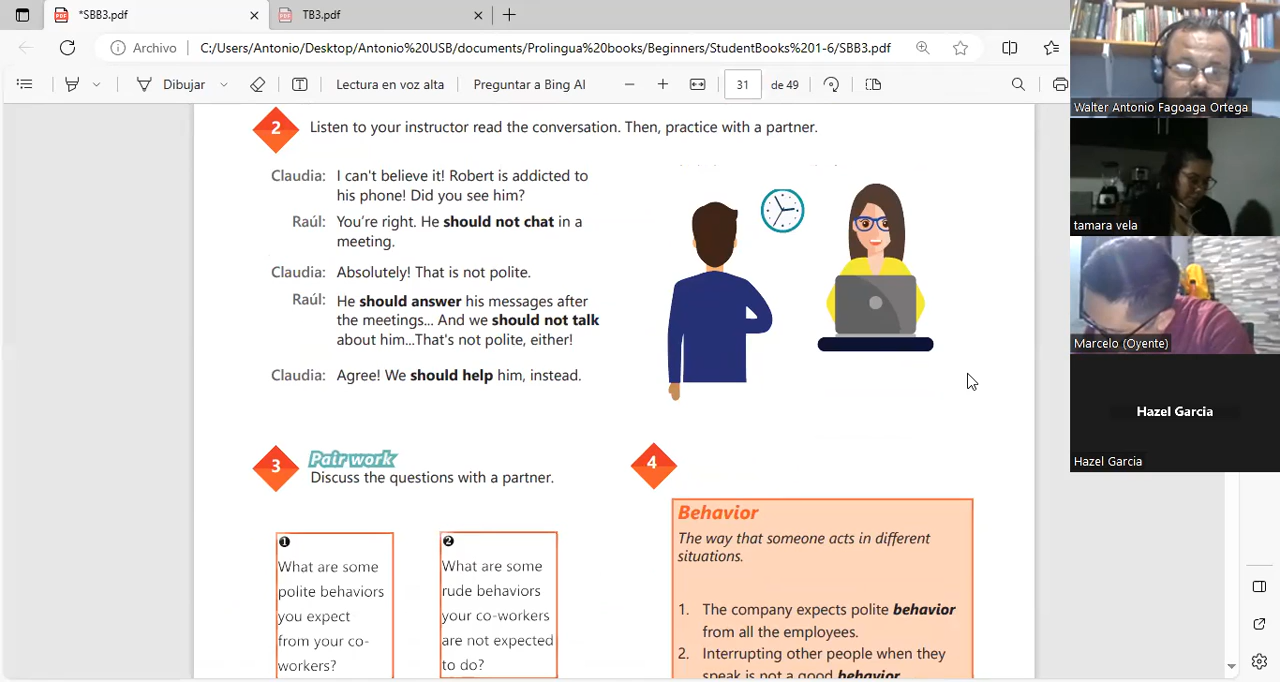 *SBB3.pdf
TB3.pdf
Archivo
C:/Users/Antonio/Desktop/Antonio%20USB/documents/Prolingua%20books/Beginners/StudentBooks%201-6/SBB3.pdf
Dibujar
Lectura en voz alta
Preguntar a Bing AI
31
de 49
2
Listen to your instructor read the conversation. Then, practice with a partner.
Claudia: I can't believe it! Robert is addicted to
his phone! Did you see him?
Raúl: You're right. He should not chat in a
meeting.
Claudia: Absolutely! That is not polite.
Raúl: He should answer his messages after
the meetings... And we should not talk
about him...That's not polite, either!
Claudia: Agree! We should help him, instead.
3
Pair work
Discuss the questions with a partner.
1
What are some
polite behaviors
you expect
from your co-
workers?
2
What are some
rude behaviors
your co-workers
are not expected
to do?
4
Behavior
The way that someone acts in different
situations.
1. The company expects polite behavior
from all the employees.
2. Interrupting other people when they
speak is not a good behavior
Walter Antonio Fagoaga Ortega
tamara vela
Marcelo (Oyente)
Hazel Garcia
Hazel Garcia